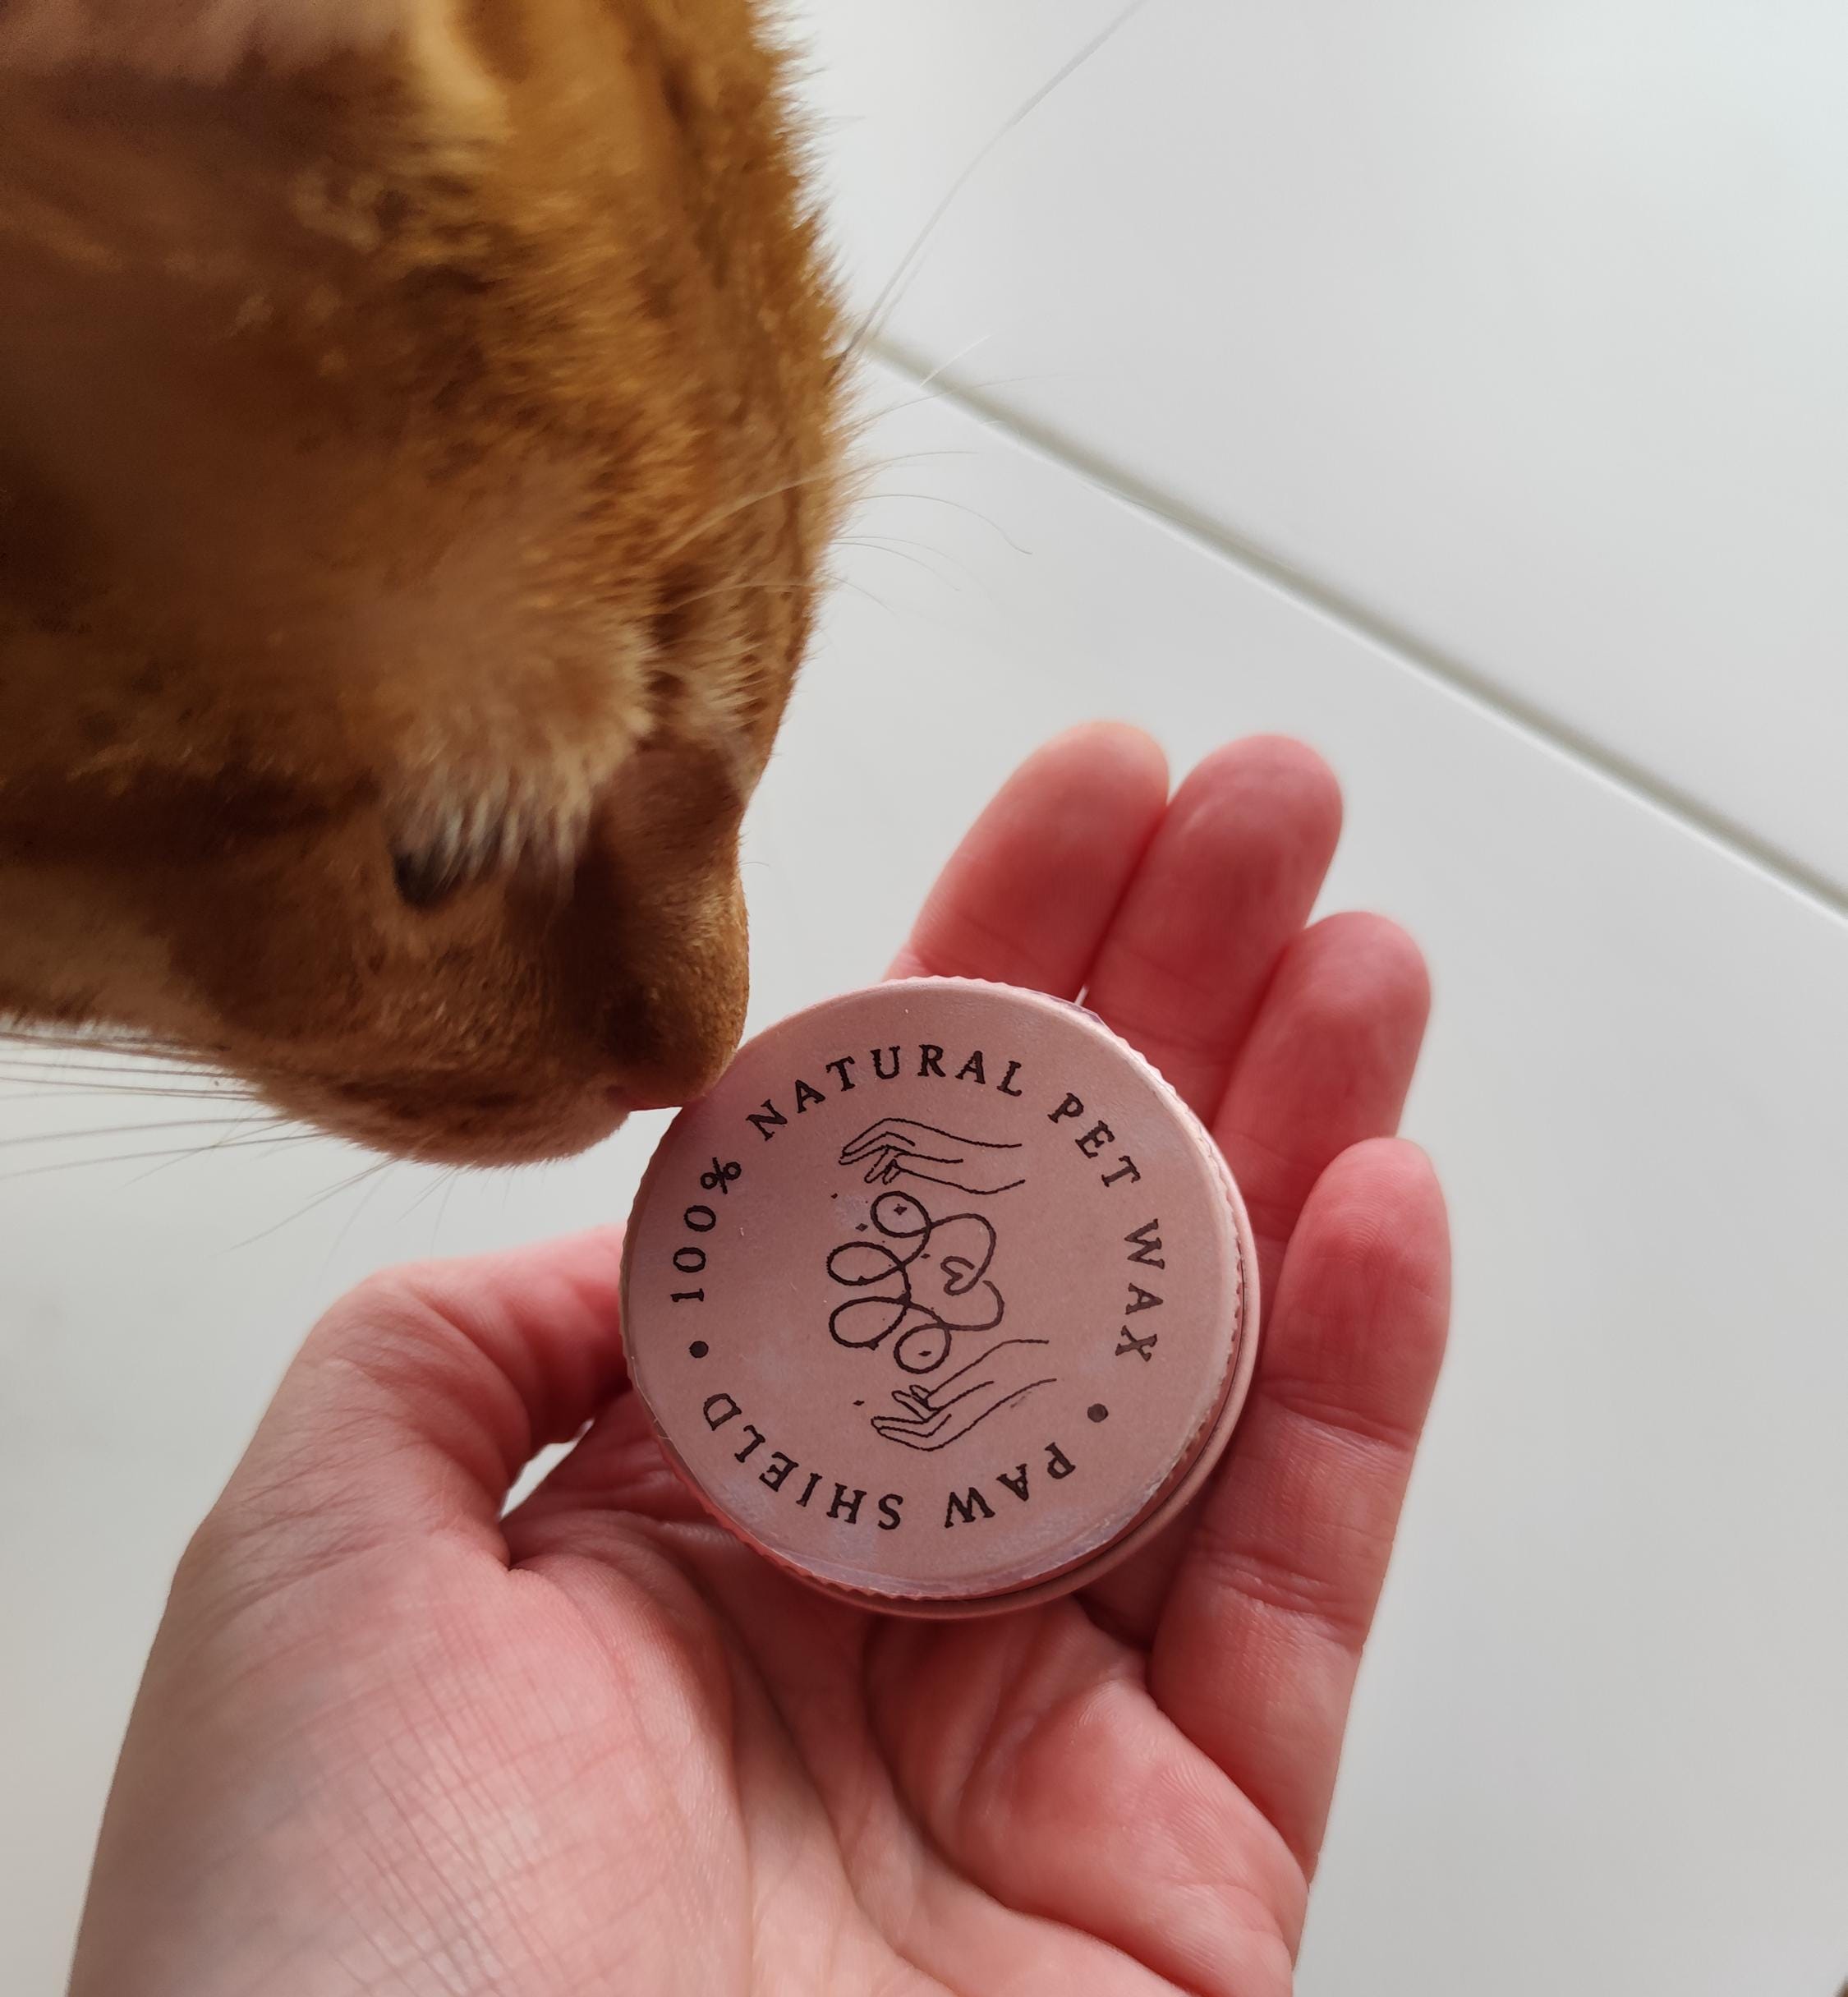 100% NATURAL PET WAX
PAW SHIELD